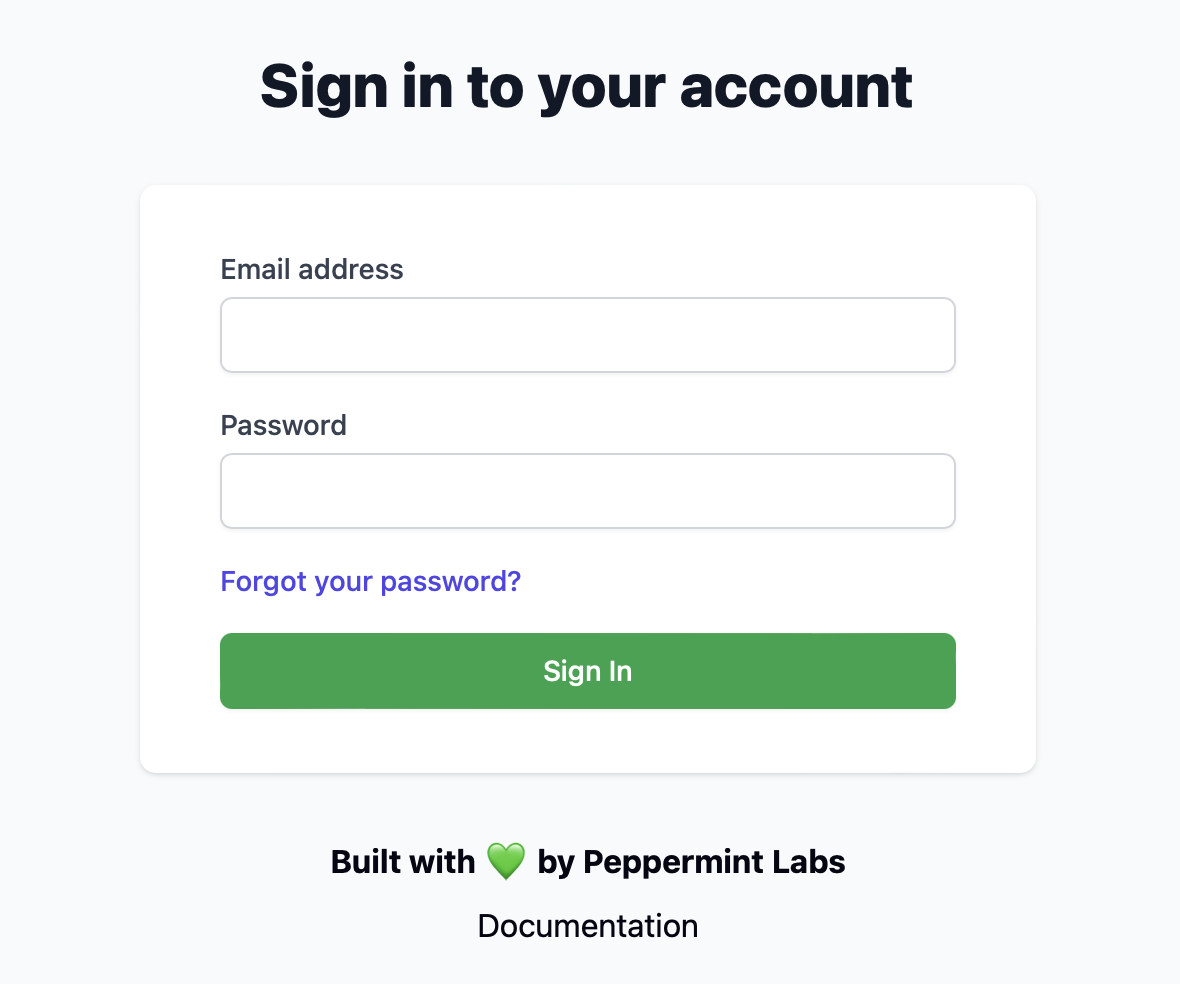 Sign in to your account
Email address
Password
Forgot your password?
Sign In
Built with 💚 by Peppermint Labs
Documentation